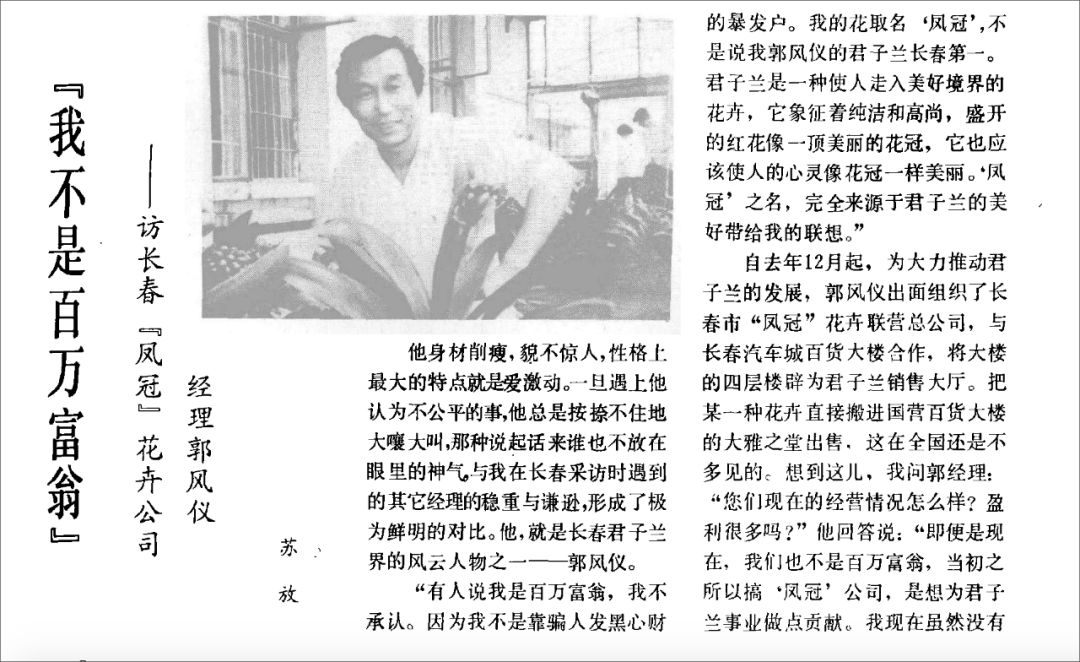 『我不是百万富翁』
——访长春『凤冠』花卉公司
经理郭风仪
苏放
他身材削瘦，貌不惊人，性格上
最大的特点就是爱激动。一旦遇上他
认为不公平的事，他总是按捺不住地
大嚷大叫，那种说起话来谁也不放在
眼里的神气，与我在长春采访时遇到
的其它经理的稳重与谦逊，形成了极
为鲜明的对比。他，就是长春君子兰
界的风云人物之一——郭风仪。
“有人说我是百万富翁，我不
承认。因为我不是靠骗人发黑心财
的暴发户。我的花取名‘凤冠’，不
是说我郭风仪的君子兰长春第一。
君子兰是一种使人走入美好境界的
花卉，它象征着纯洁和高尚，盛开
的红花像一顶美丽的花冠，它也应
该使人的心灵像花冠一样美丽。‘凤
冠’之名，完全来源于君子兰的美
好带给我的联想。”
自去年12月起，为大力推动君
子兰的发展，郭风仪出面组织了长
春市“凤冠”花卉联营总公司，与
长春汽车城百货大楼合作，将大楼
的四层楼辟为君子兰销售大厅。把
某一种花卉直接搬进国营百货大楼
的大雅之堂出售，这在全国还是不
多见的。想到这儿，我问郭经理：
“您们现在的经营情况怎么样？盈
利很多吗？”他回答说：“即便是现
在，我们也不是百万富翁，当初之
所以搞‘凤冠’公司，是想为君子
兰事业做点贡献。我现在虽然没有